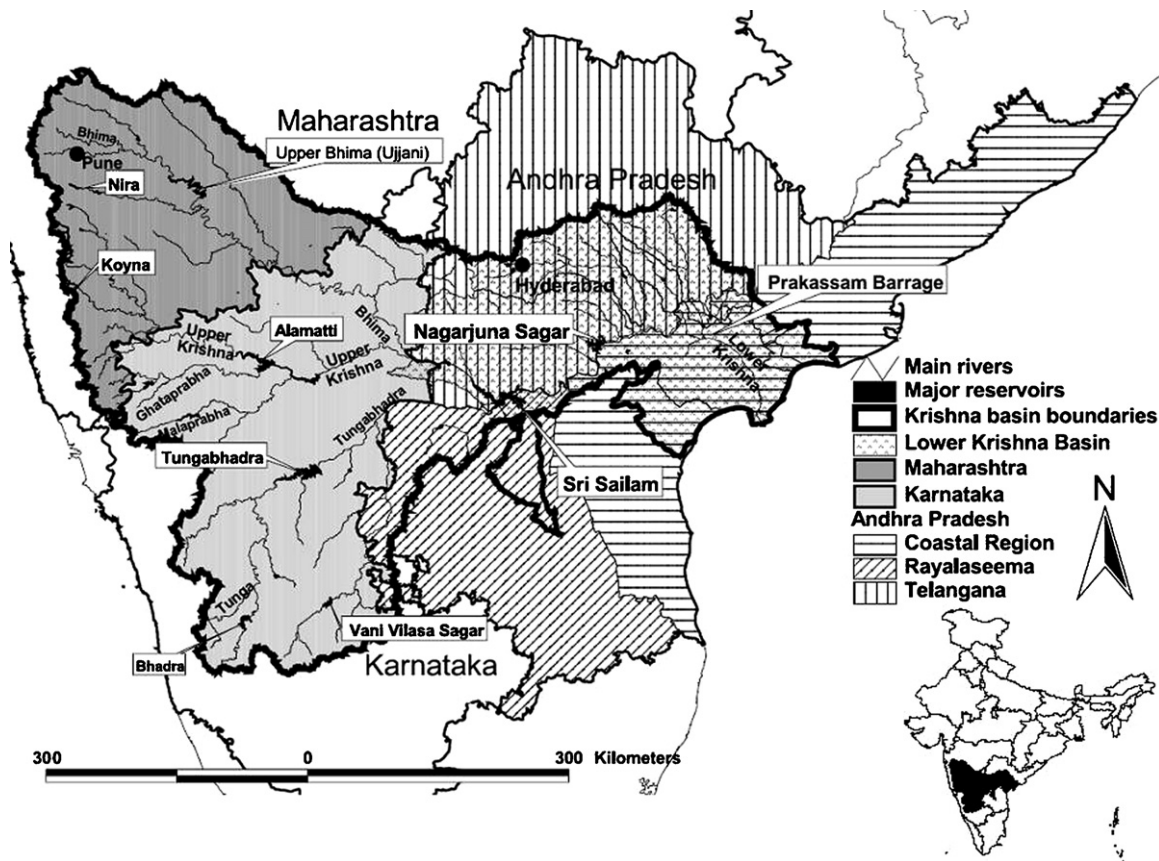 Maharashtra
Bhima
Upper Bhima (Ujjani)
Pune
Nira
Andhra Pradesh
Koyna
Hyderabad
Prakassam Barrage
Upper
Krishna
Alamatti
Bhima
Nagarjuna Sagar
Upper
Krishna
Lower
Krishna
Ghataprabha
Malaprabha
Tungabhadra
Tungabhadra
Sri Sailam
Tunga
Vani Vilasa Sagar
Bhadra
Karnataka
300 0 300 Kilometers
Main rivers
Major reservoirs
Krishna basin boundaries
Lower Krishna Basin
Maharashtra
Karnataka
Andhra Pradesh
Coastal Region
Rayalaseema
Telangana
N